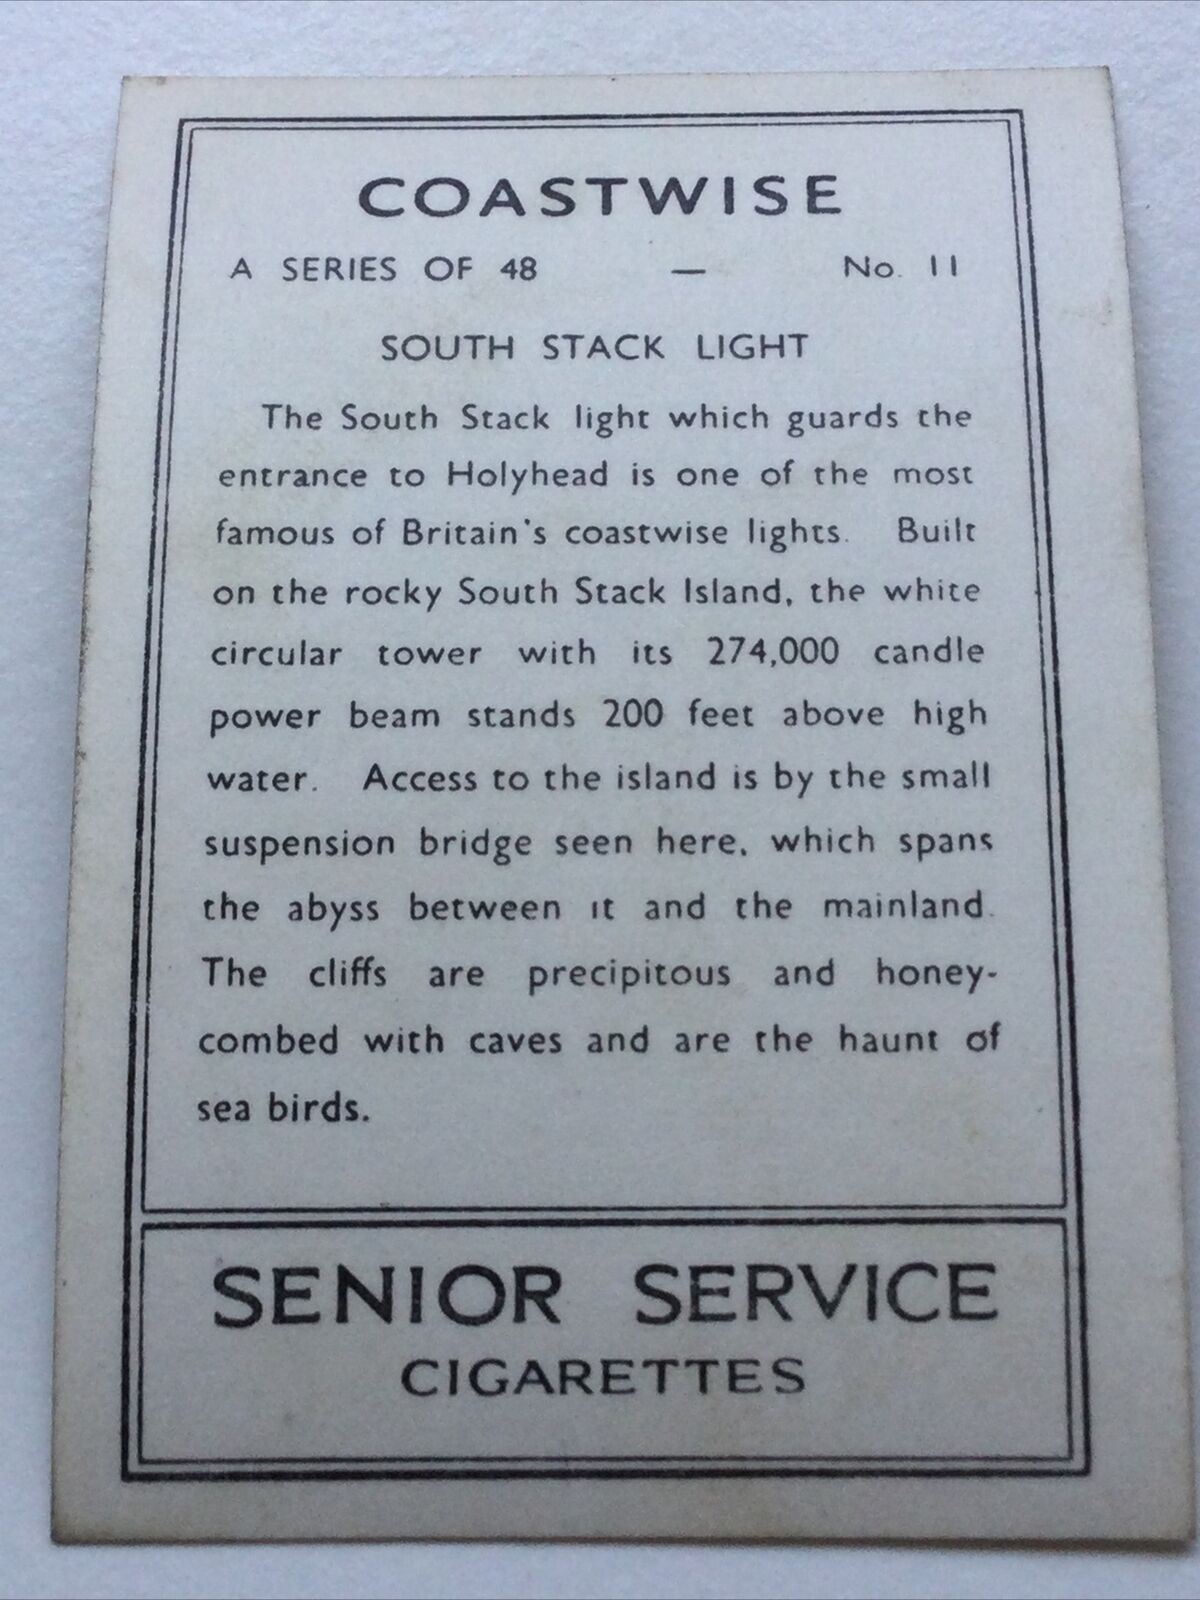 COASTWISE
A SERIES OF 48 — No. 11
SOUTH STACK LIGHT
The South Stack light which guards the
entrance to Holyhead is one of the most
famous of Britain's coastwise lights. Built
on the rocky South Stack Island, the white
circular tower with its 274,000 candle
power beam stands 200 feet above high
water. Access to the island is by the small
suspension bridge seen here, which spans
the abyss between it and the mainland.
The cliffs are precipitous and honey-
combed with caves and are the haunt of
sea birds.
SENIOR SERVICE
CIGARETTES